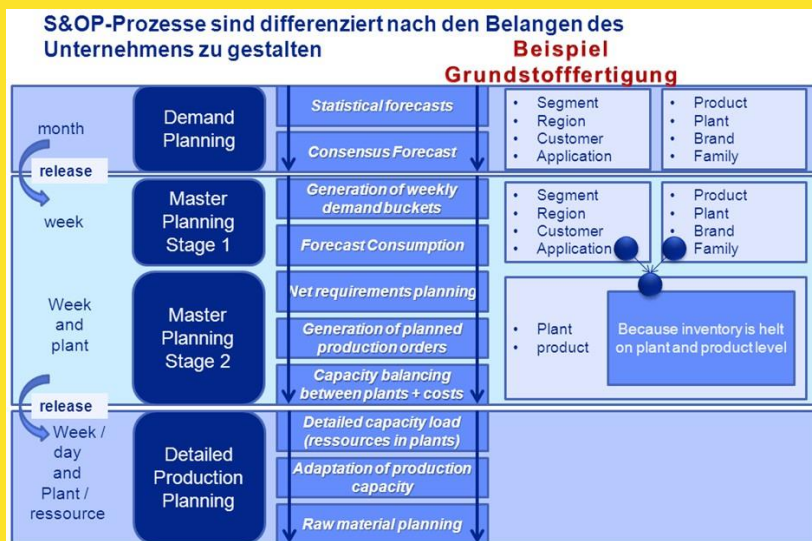 S&OP-Prozesse sind differenziert nach den Belangen des
Unternehmens zu gestalten
Beispiel
Grundstofffertigung
month
release
Demand
Planning
Statistical forecasts
Consensus Forecast
• Segment
• Region
• Customer
• Application
• Product
• Plant
• Brand
• Family
week
Master
Planning
Stage 1
Generation of weekly
demand buckets
Forecast Consumption
• Segment
• Region
• Customer
• Application
• Product
• Plant
• Brand
• Family
Week
and
plant
Master
Planning
Stage 2
Net requirements planning
Generation of planned
production orders
Capacity balancing
between plants + costs
• Plant
• product
Because inventory is helt
on plant and product level
release
Week /
day
and
Plant /
ressource
Detailed
Production
Planning
Detailed capacity load
(ressources in plants)
Adaptation of production
capacity
Raw material planning